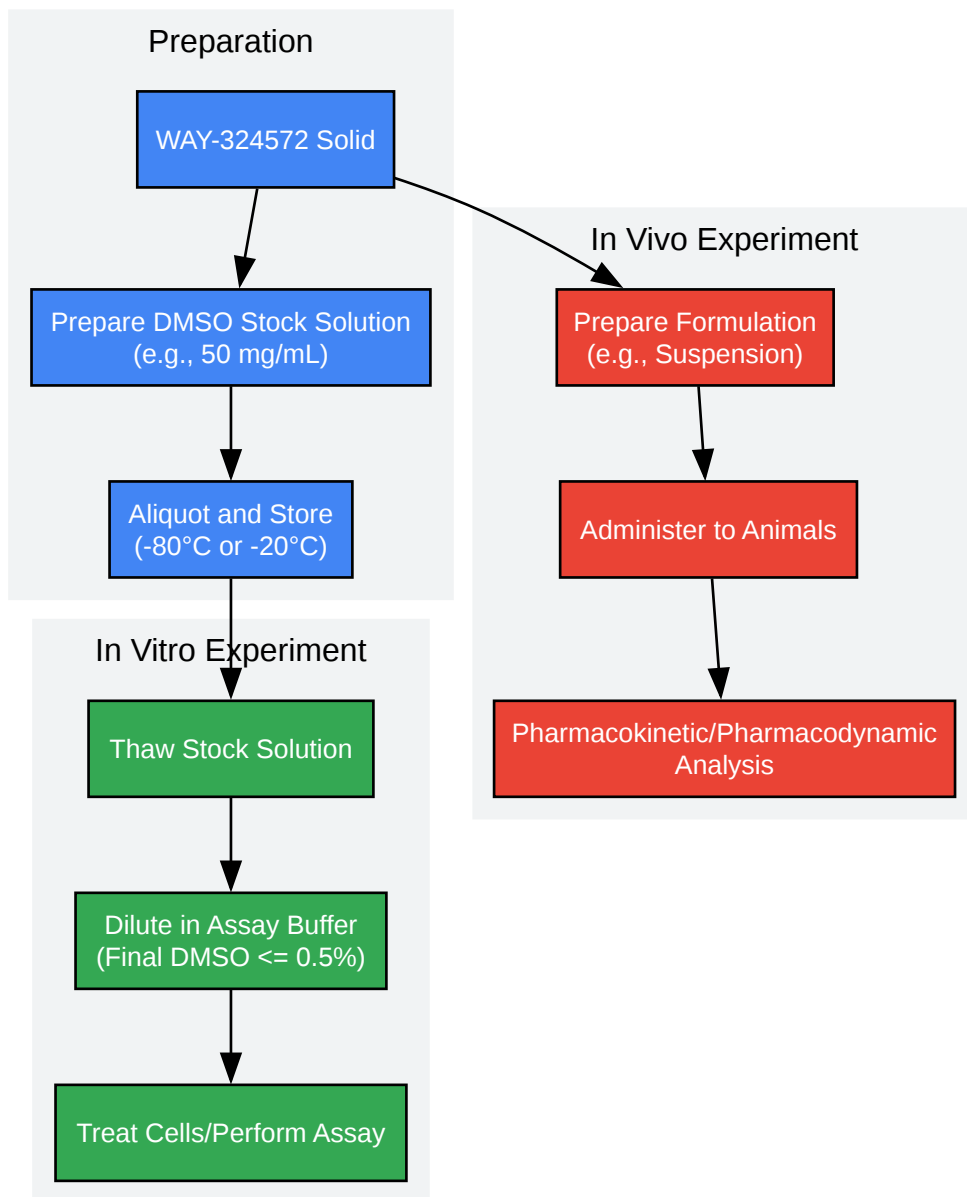 Preparation
WAY-324572 Solid
Prepare DMSO Stock Solution
(e.g., 50 mg/mL)
Aliquot and Store
(-80°C or -20°C)
In Vivo Experiment
Prepare Formulation
(e.g., Suspension)
Administer to Animals
Pharmacokinetic/Pharmacodynamic
Analysis
In Vitro Experiment
Thaw Stock Solution
Dilute in Assay Buffer
(Final DMSO <= 0.5%)
Treat Cells/Perform Assay